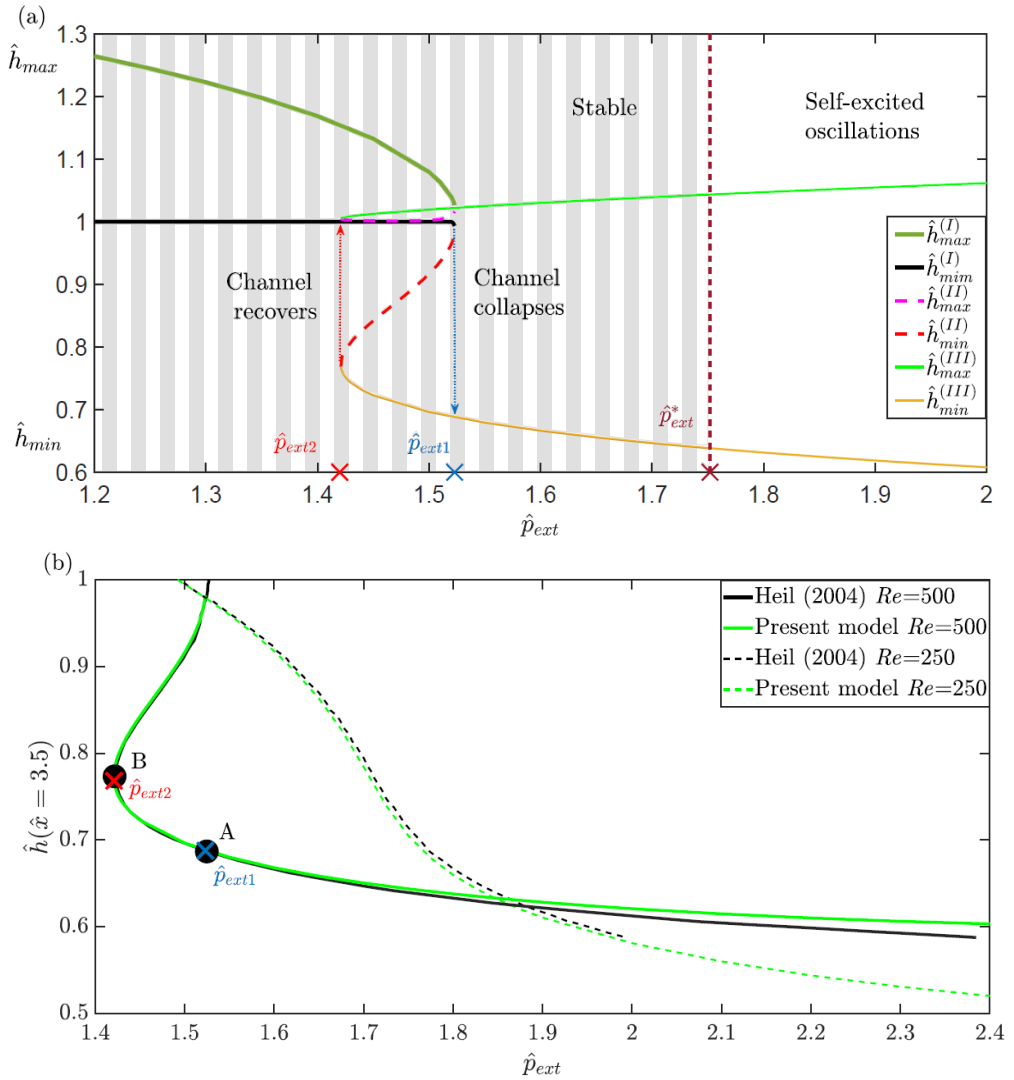 (a)
ĥ_max
1.3
1.2
1.1
1
0.9
0.8
0.7
0.6
ĥ_min
Stable
Self-excited
oscillations
Channel
recovers
Channel
collapses
p̂_ext2
p̂_ext1
p̂*_ext
ĥ^(I)_max
ĥ^(I)_mim
ĥ^(II)_max
ĥ^(II)_min
ĥ^(III)_max
ĥ^(III)_min
1.2 1.3 1.4 1.5 1.6 1.7 1.8 1.9 2
p̂_ext
(b)
ĥ(x̂ = 3.5)
1
0.9
0.8
0.7
0.6
0.5
Heil (2004) Re=500
Present model Re=500
Heil (2004) Re=250
Present model Re=250
B
p̂_ext2
A
p̂_ext1
1.4 1.5 1.6 1.7 1.8 1.9 2 2.1 2.2 2.3 2.4
p̂_ext